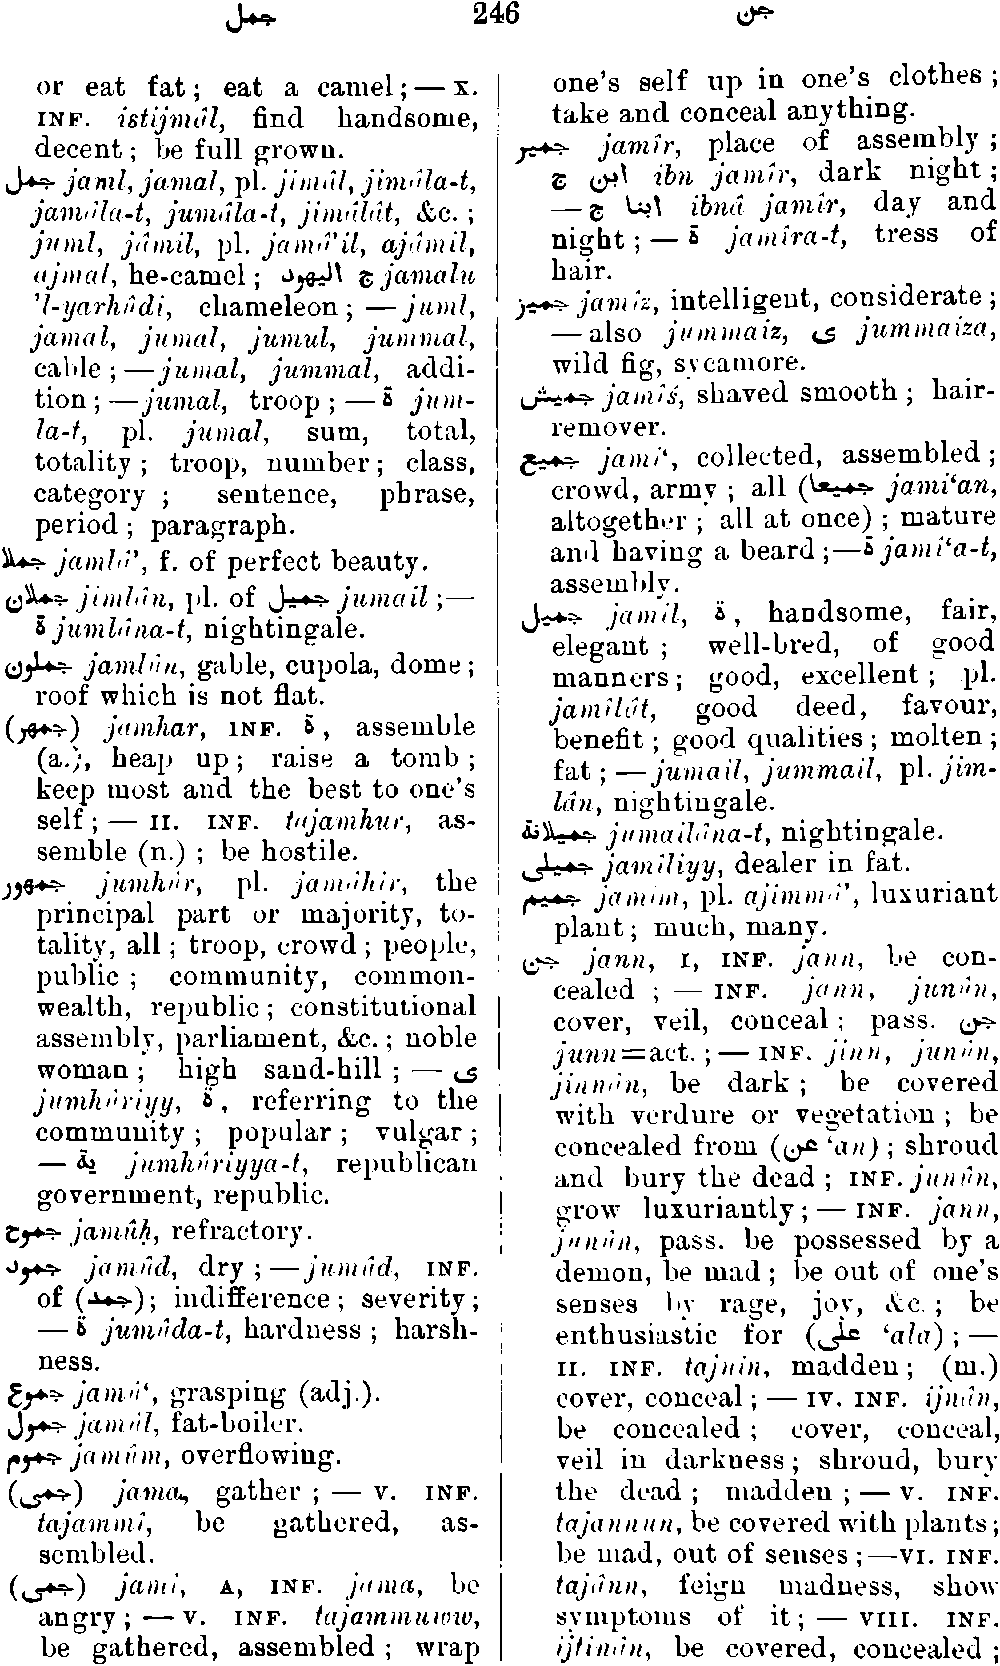 جمل 246 جن
or eat fat; eat a camel; — X.
INF. istijmâl, find handsome,
decent; be full grown.
جمل jaml, jamal, pl. jimâl, jimâla-t,
jamâla-t, jumâla-t, jimâlât, &c.;
juml, jâmil, pl. jamâ'il, ajâmil,
ajmal, he-camel; ج اليهود jamalu
'l-yarhûdi, chameleon; — juml,
jamal, jumal, jumul, jummal,
cable; — jumal, jummal, addi-
tion; — jumal, troop; — ة jum-
la-t, pl. jumal, sum, total,
totality; troop, number; class,
category; sentence, phrase,
period; paragraph.
جملا jamlâ', f. of perfect beauty.
جملان jimlân, pl. of جميل jumail; —
ة jumlâna-t, nightingale.
جملون jamlûn, gable, cupola, dome;
roof which is not flat.
(جمهر) jamhar, INF. ة, assemble
(a.), heap up; raise a tomb;
keep most and the best to one's
self; — II. INF. tajamhur, as-
semble (n.); be hostile.
جمهور jumhûr, pl. jamâhir, the
principal part or majority, to-
tality, all; troop, crowd; people,
public; community, common-
wealth, republic; constitutional
assembly, parliament, &c.; noble
woman; high sand-hill; — ى
jumhûriyy, ة, referring to the
community; popular; vulgar;
— ية jumhûriyya-t, republican
government, republic.
جموح jamûḥ, refractory.
جمود jamûd, dry; — jumûd, INF.
of (جمد); indifference; severity;
— ة jumûda-t, hardness; harsh-
ness.
جموع jamû‘, grasping (adj.).
جمول jamûl, fat-boiler.
جموم jamûm, overflowing.
(جمى) jama, gather; — V. INF.
tajammî, be gathered, as-
sembled.
(جمى) jami, A, INF. jama, be
angry; — V. INF. tajammuww,
be gathered, assembled; wrap
one's self up in one's clothes;
take and conceal anything.
جمير jamîr, place of assembly;
ابن ج ibn jamîr, dark night;
— ابنا ج ibnâ jamîr, day and
night; — ة jamîra-t, tress of
hair.
جميز jamîz, intelligent, considerate;
— also jummaiz, ى jummaiza,
wild fig, sycamore.
جميش jamîś, shaved smooth; hair-
remover.
جميع jamî‘, collected, assembled;
crowd, army; all (جميعا jamî‘an,
altogether; all at once); mature
and having a beard; — ة jamî‘a-t,
assembly.
جميل jamîl, ة, handsome, fair,
elegant; well-bred, of good
manners; good, excellent; pl.
jamîlât, good deed, favour,
benefit; good qualities; molten;
fat; — jumail, jummail, pl. jim-
lân, nightingale.
جميلانة jumailâna-t, nightingale.
جميلى jamîliyy, dealer in fat.
جميم jamîm, pl. ajimmâ', luxuriant
plant; much, many.
جن jann, I, INF. jann, be con-
cealed; — INF. jann, junûn,
cover, veil, conceal; pass. جن
junn=act.; — INF. jinn, junûn,
jinnân, be dark; be covered
with verdure or vegetation; be
concealed from (عن ‘an); shroud
and bury the dead; INF. junûn,
grow luxuriantly; — INF. jann,
junûn, pass. be possessed by a
demon, be mad; be out of one's
senses by rage, joy, &c.; be
enthusiastic for (على ‘ala); —
II. INF. tajnîn, madden; (m.)
cover, conceal; — IV. INF. ijnân,
be concealed; cover, conceal,
veil in darkness; shroud, bury
the dead; madden; — V. INF.
tajannun, be covered with plants;
be mad, out of senses; — VI. INF.
tajânn, feign madness, show
symptoms of it; — VIII. INF.
ijtinân, be covered, concealed;